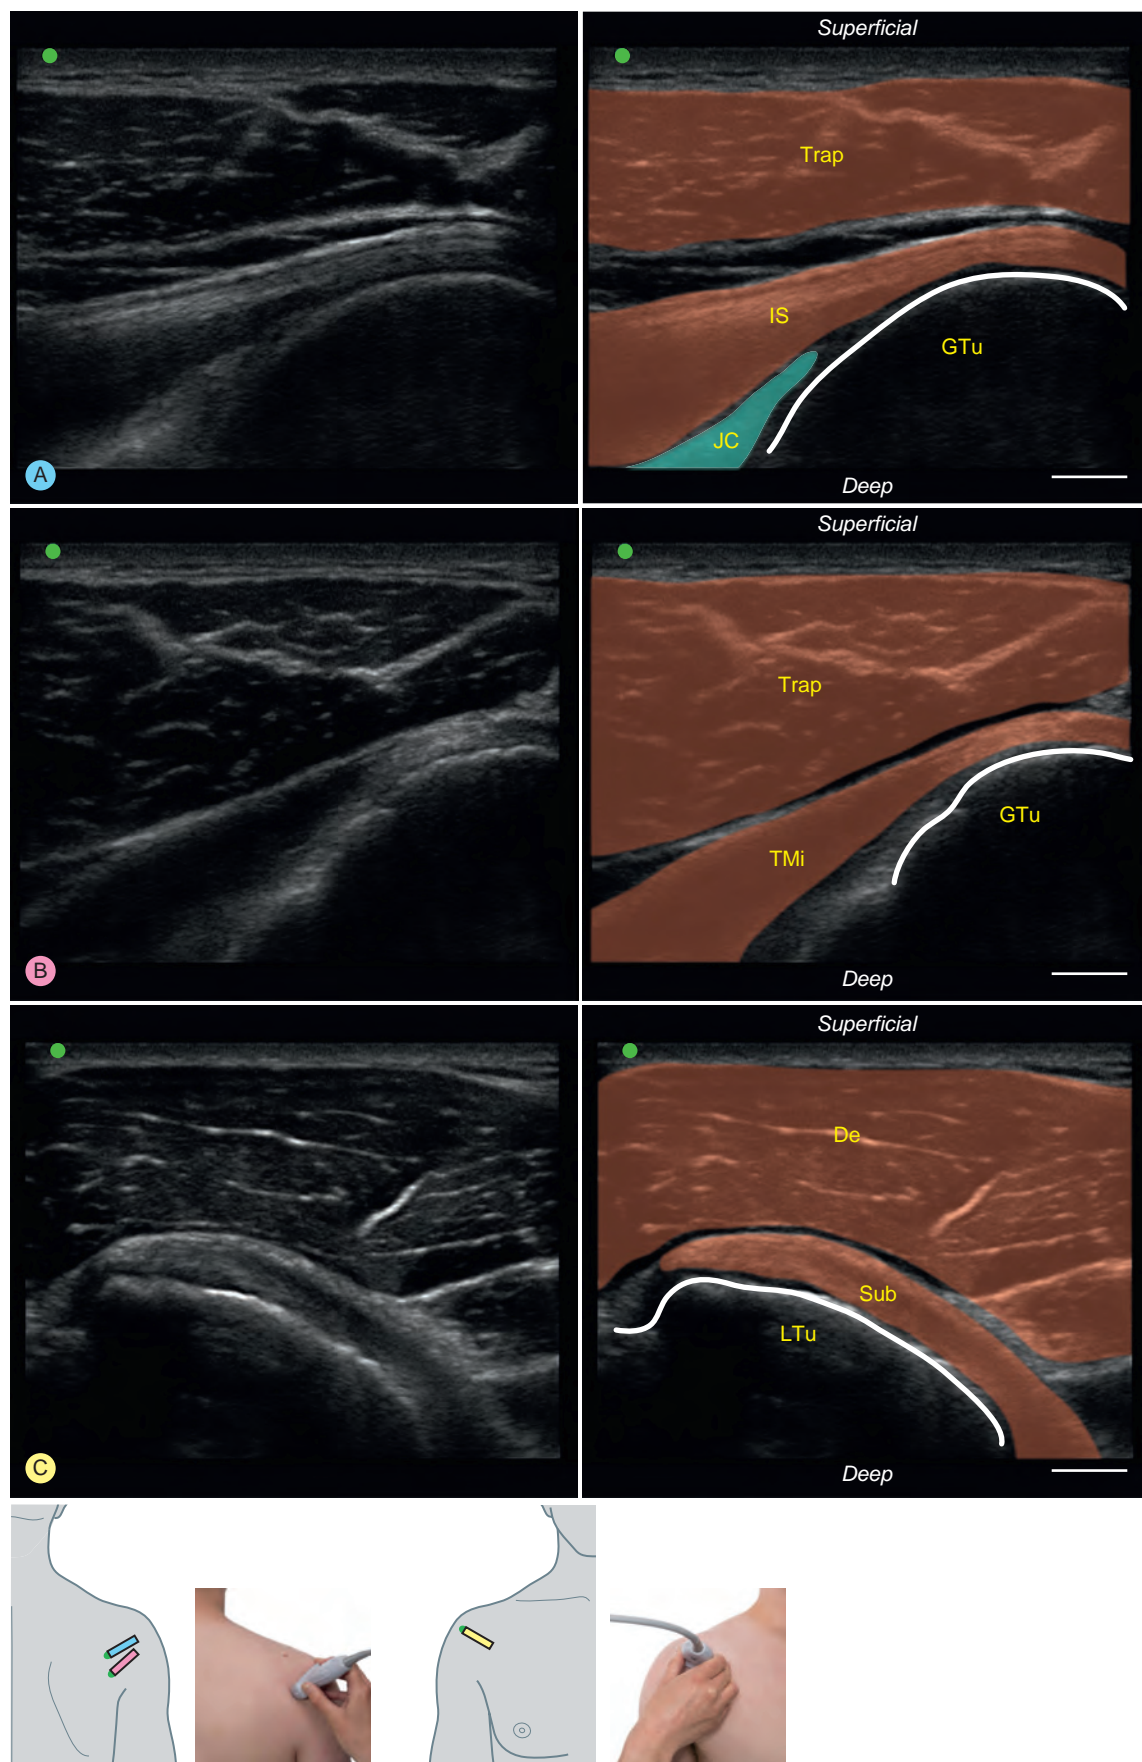 Superficial
Trap
IS
GTu
JC
A
Deep
Superficial
Trap
GTu
TMi
B
Deep
Superficial
De
Sub
LTu
C
Deep